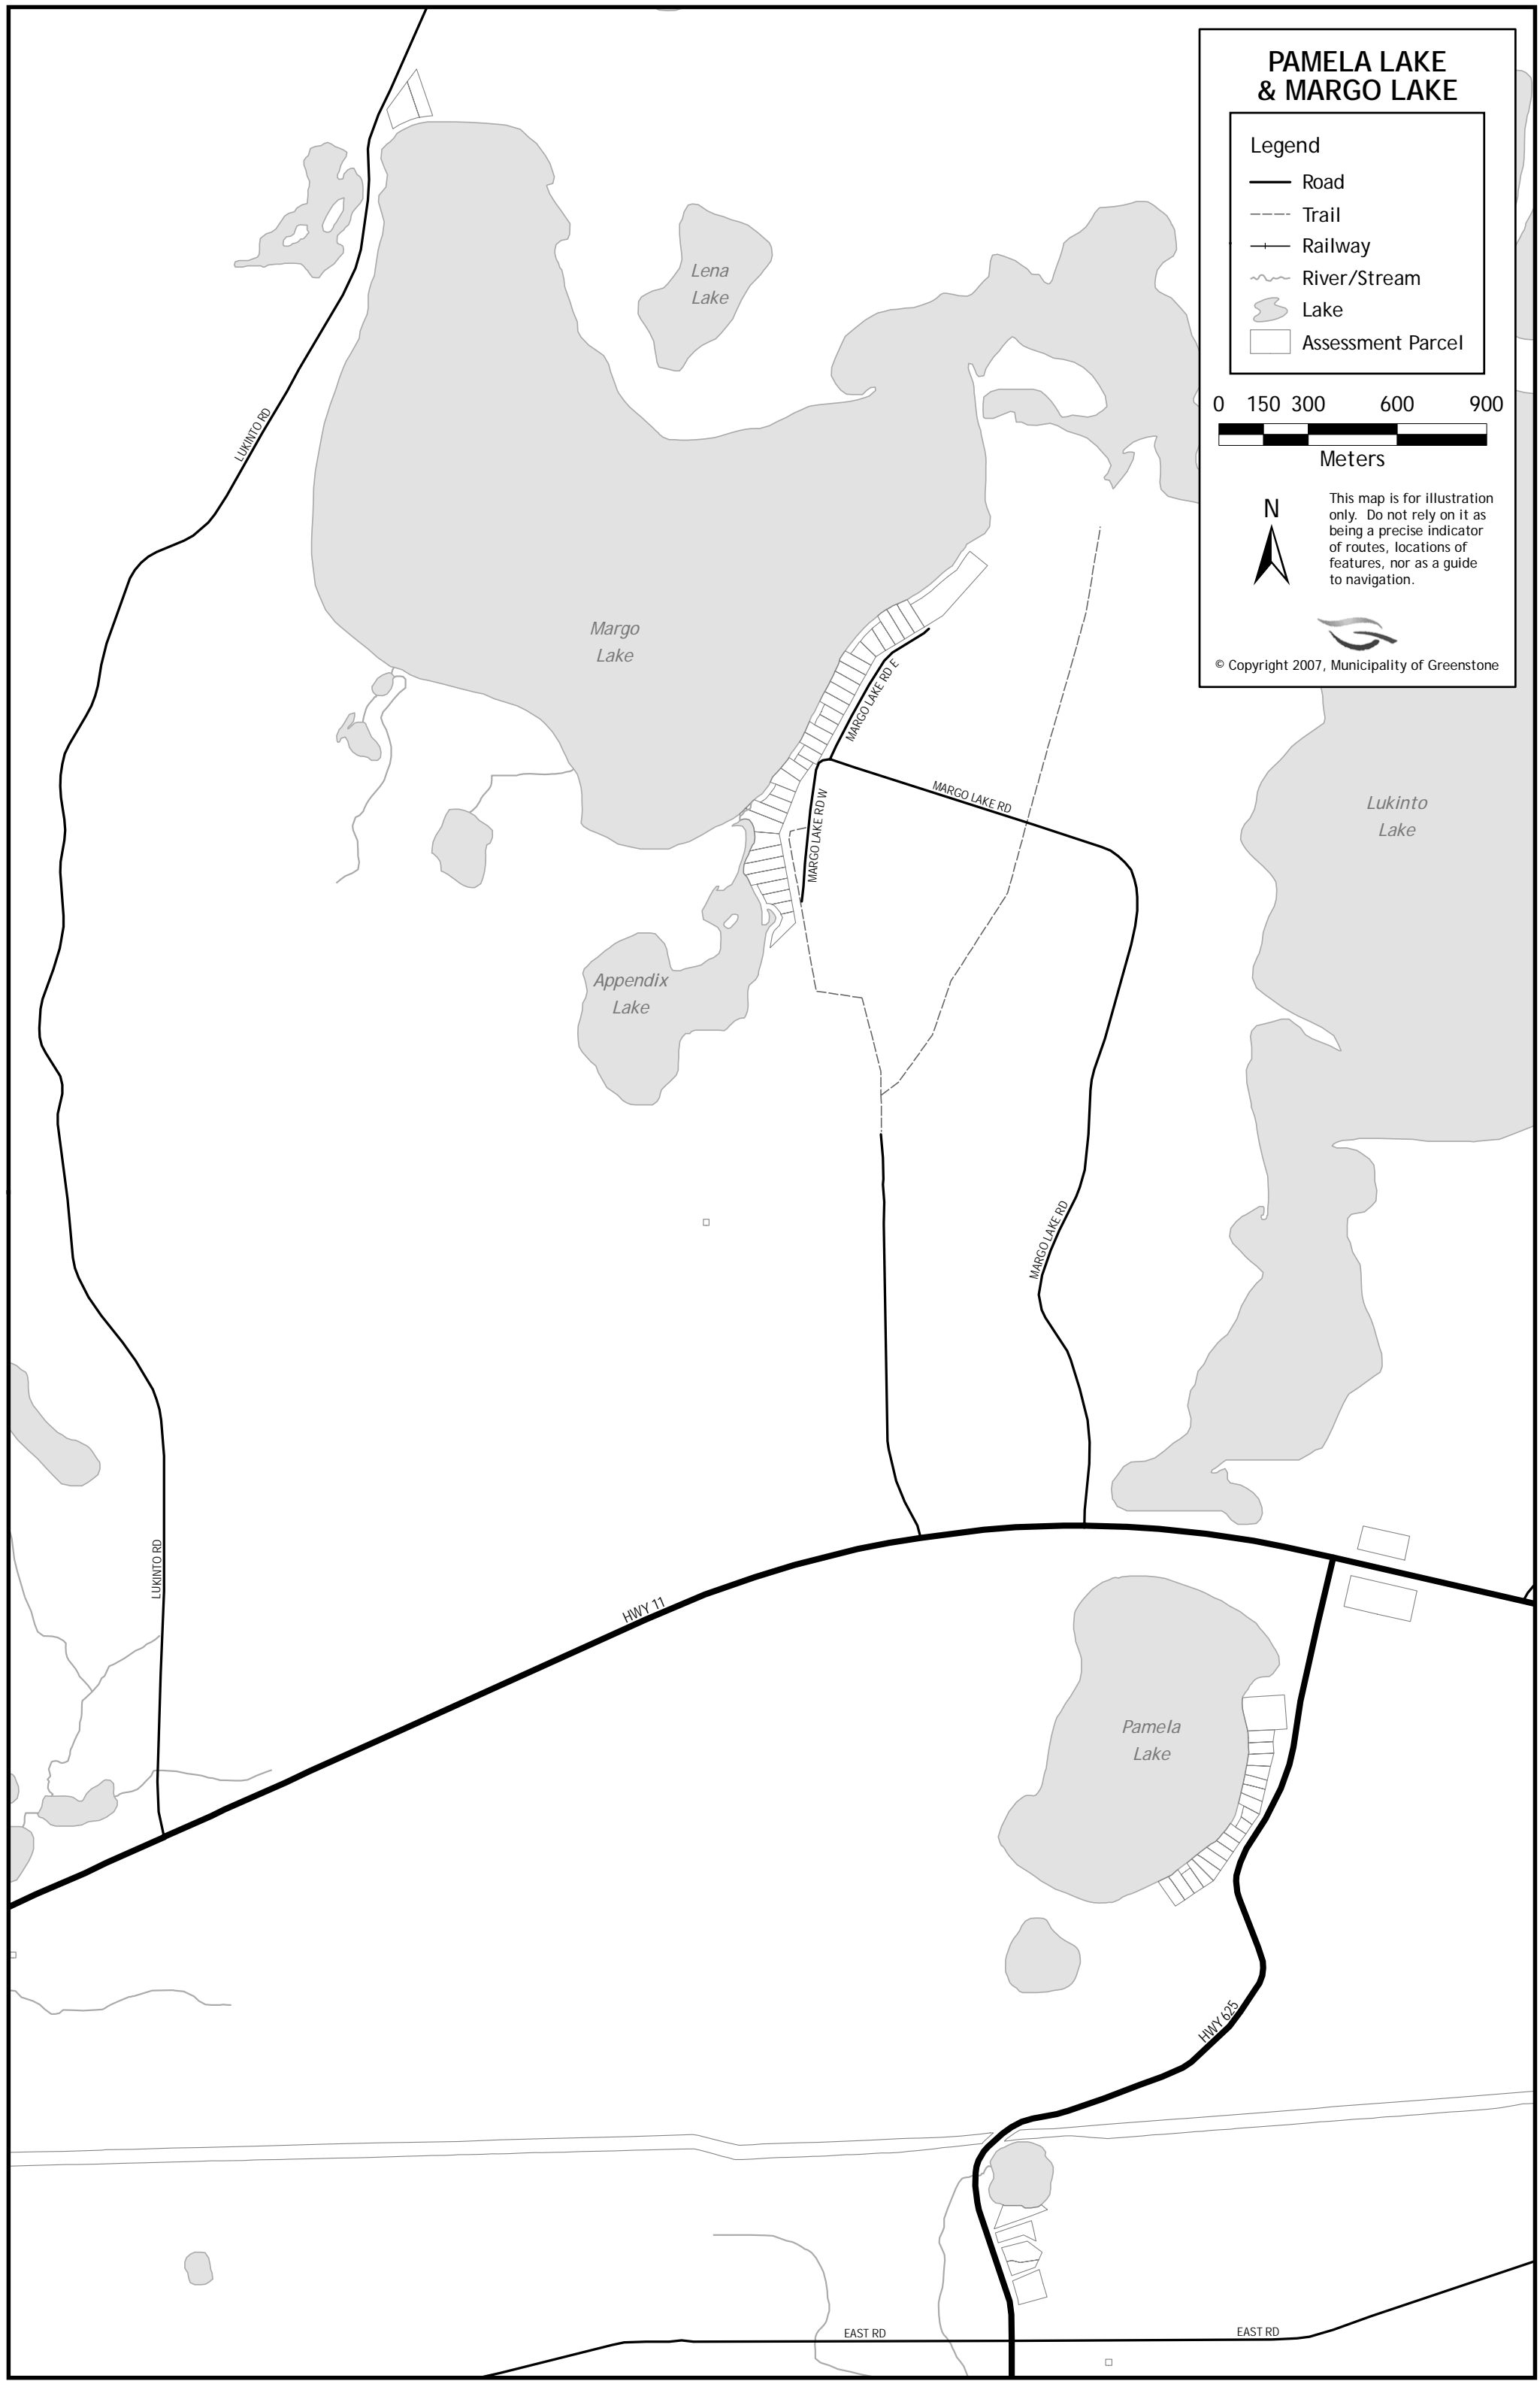 PAMELA LAKE
& MARGO LAKE
Legend
Road
Trail
Railway
River/Stream
Lake
Assessment Parcel
0 150 300 600 900
Meters
N
This map is for illustration
only. Do not rely on it as
being a precise indicator
of routes, locations of
features, nor as a guide
to navigation.
© Copyright 2007, Municipality of Greenstone
Lena
Lake
LUKINTO RD
Margo
Lake
MARGO LAKE RD E
MARGO LAKE RD
MARGO LAKE RD W
Lukinto
Lake
Appendix
Lake
MARGO LAKE RD
LUKINTO RD
HWY 11
Pamela
Lake
HWY 625
EAST RD
EAST RD